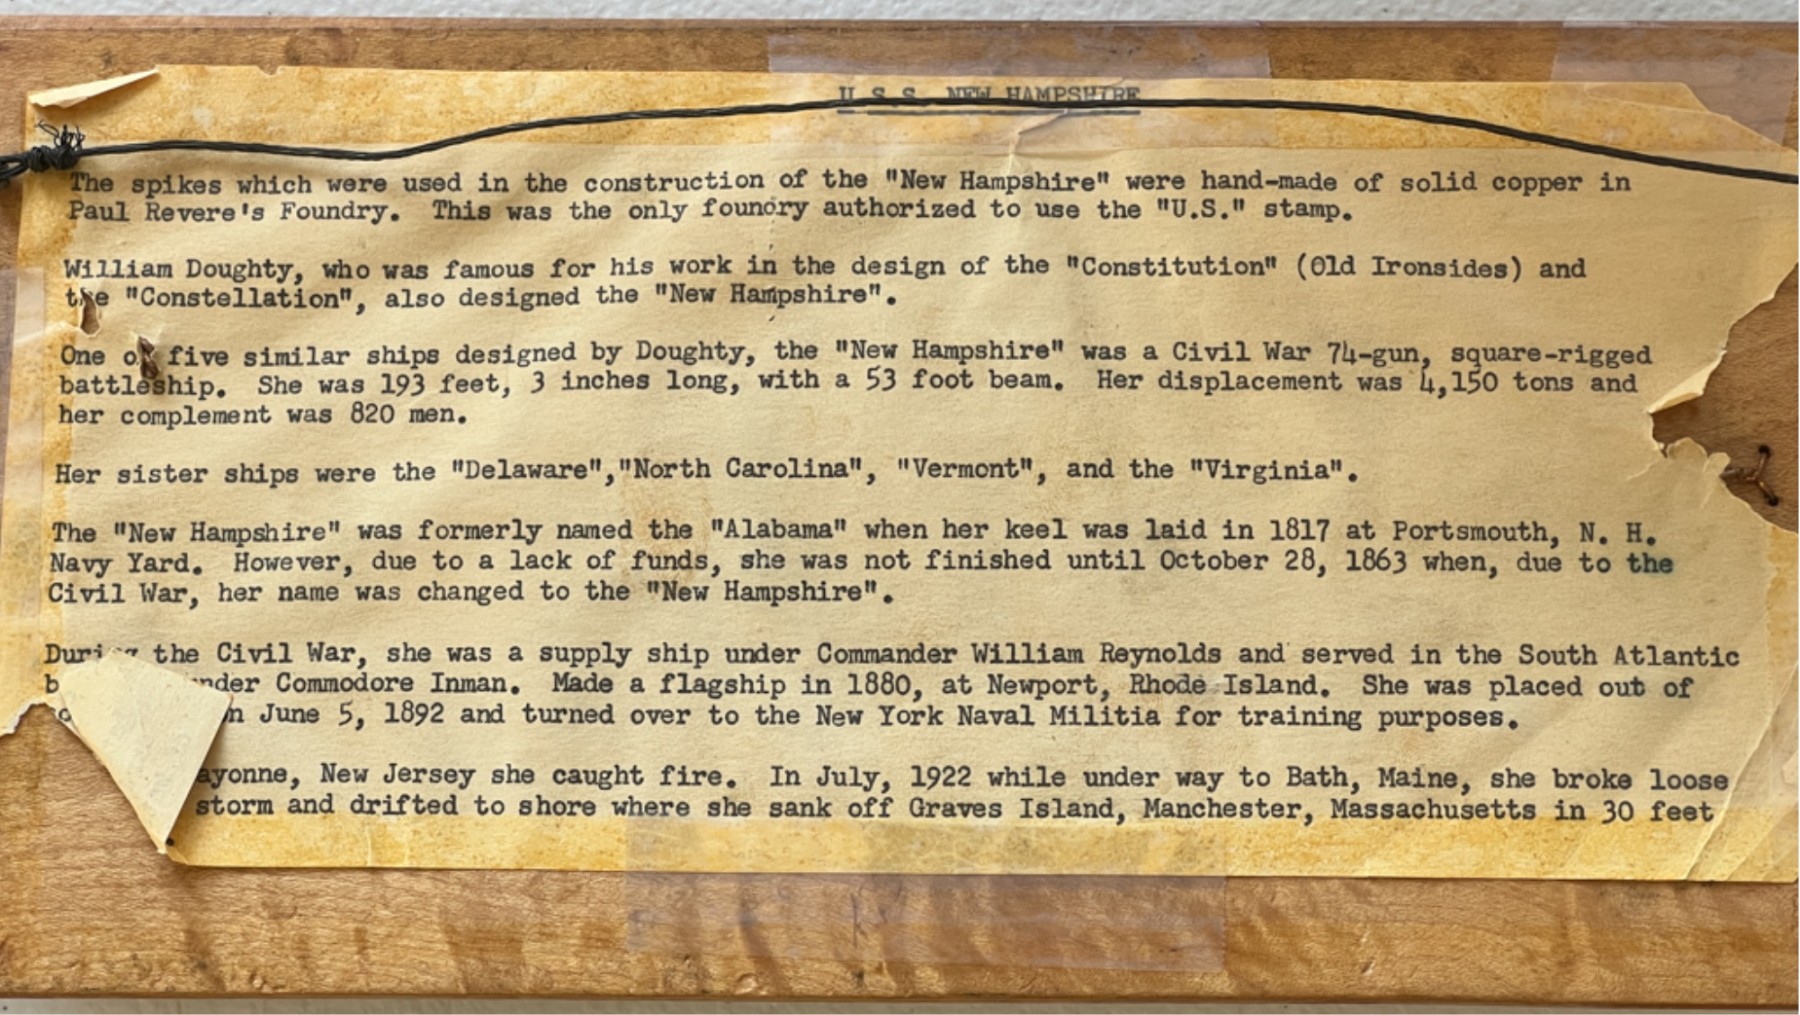 U.S.S. NEW HAMPSHIRE
The spikes which were used in the construction of the "New Hampshire" were hand-made of solid copper in
Paul Revere's Foundry. This was the only foundry authorized to use the "U.S." stamp.
William Doughty, who was famous for his work in the design of the "Constitution" (Old Ironsides) and
the "Constellation", also designed the "New Hampshire".
One of five similar ships designed by Doughty, the "New Hampshire" was a Civil War 74-gun, square-rigged
battleship. She was 193 feet, 3 inches long, with a 53 foot beam. Her displacement was 4,150 tons and
her complement was 820 men.
Her sister ships were the "Delaware","North Carolina", "Vermont", and the "Virginia".
The "New Hampshire" was formerly named the "Alabama" when her keel was laid in 1817 at Portsmouth, N. H.
Navy Yard. However, due to a lack of funds, she was not finished until October 28, 1863 when, due to the
Civil War, her name was changed to the "New Hampshire".
During the Civil War, she was a supply ship under Commander William Reynolds and served in the South Atlantic
under Commodore Inman. Made a flagship in 1880, at Newport, Rhode Island. She was placed out of
June 5, 1892 and turned over to the New York Naval Militia for training purposes.
ayonne, New Jersey she caught fire. In July, 1922 while under way to Bath, Maine, she broke loose
storm and drifted to shore where she sank off Graves Island, Manchester, Massachusetts in 30 feet